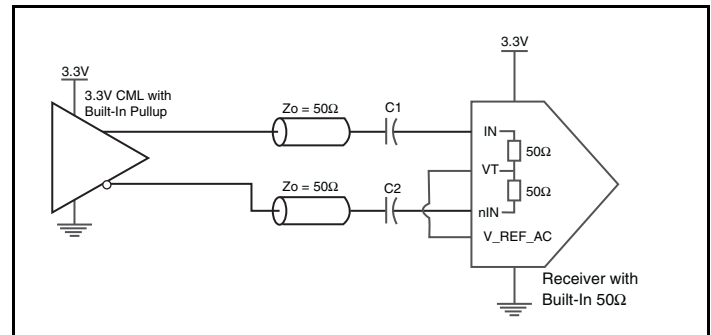 3.3V
3.3V CML with
Built-In Pullup
Zo = 50Ω
C1
Zo = 50Ω
C2
3.3V
IN
50Ω
VT
50Ω
nIN
V_REF_AC
Receiver with
Built-In 50Ω